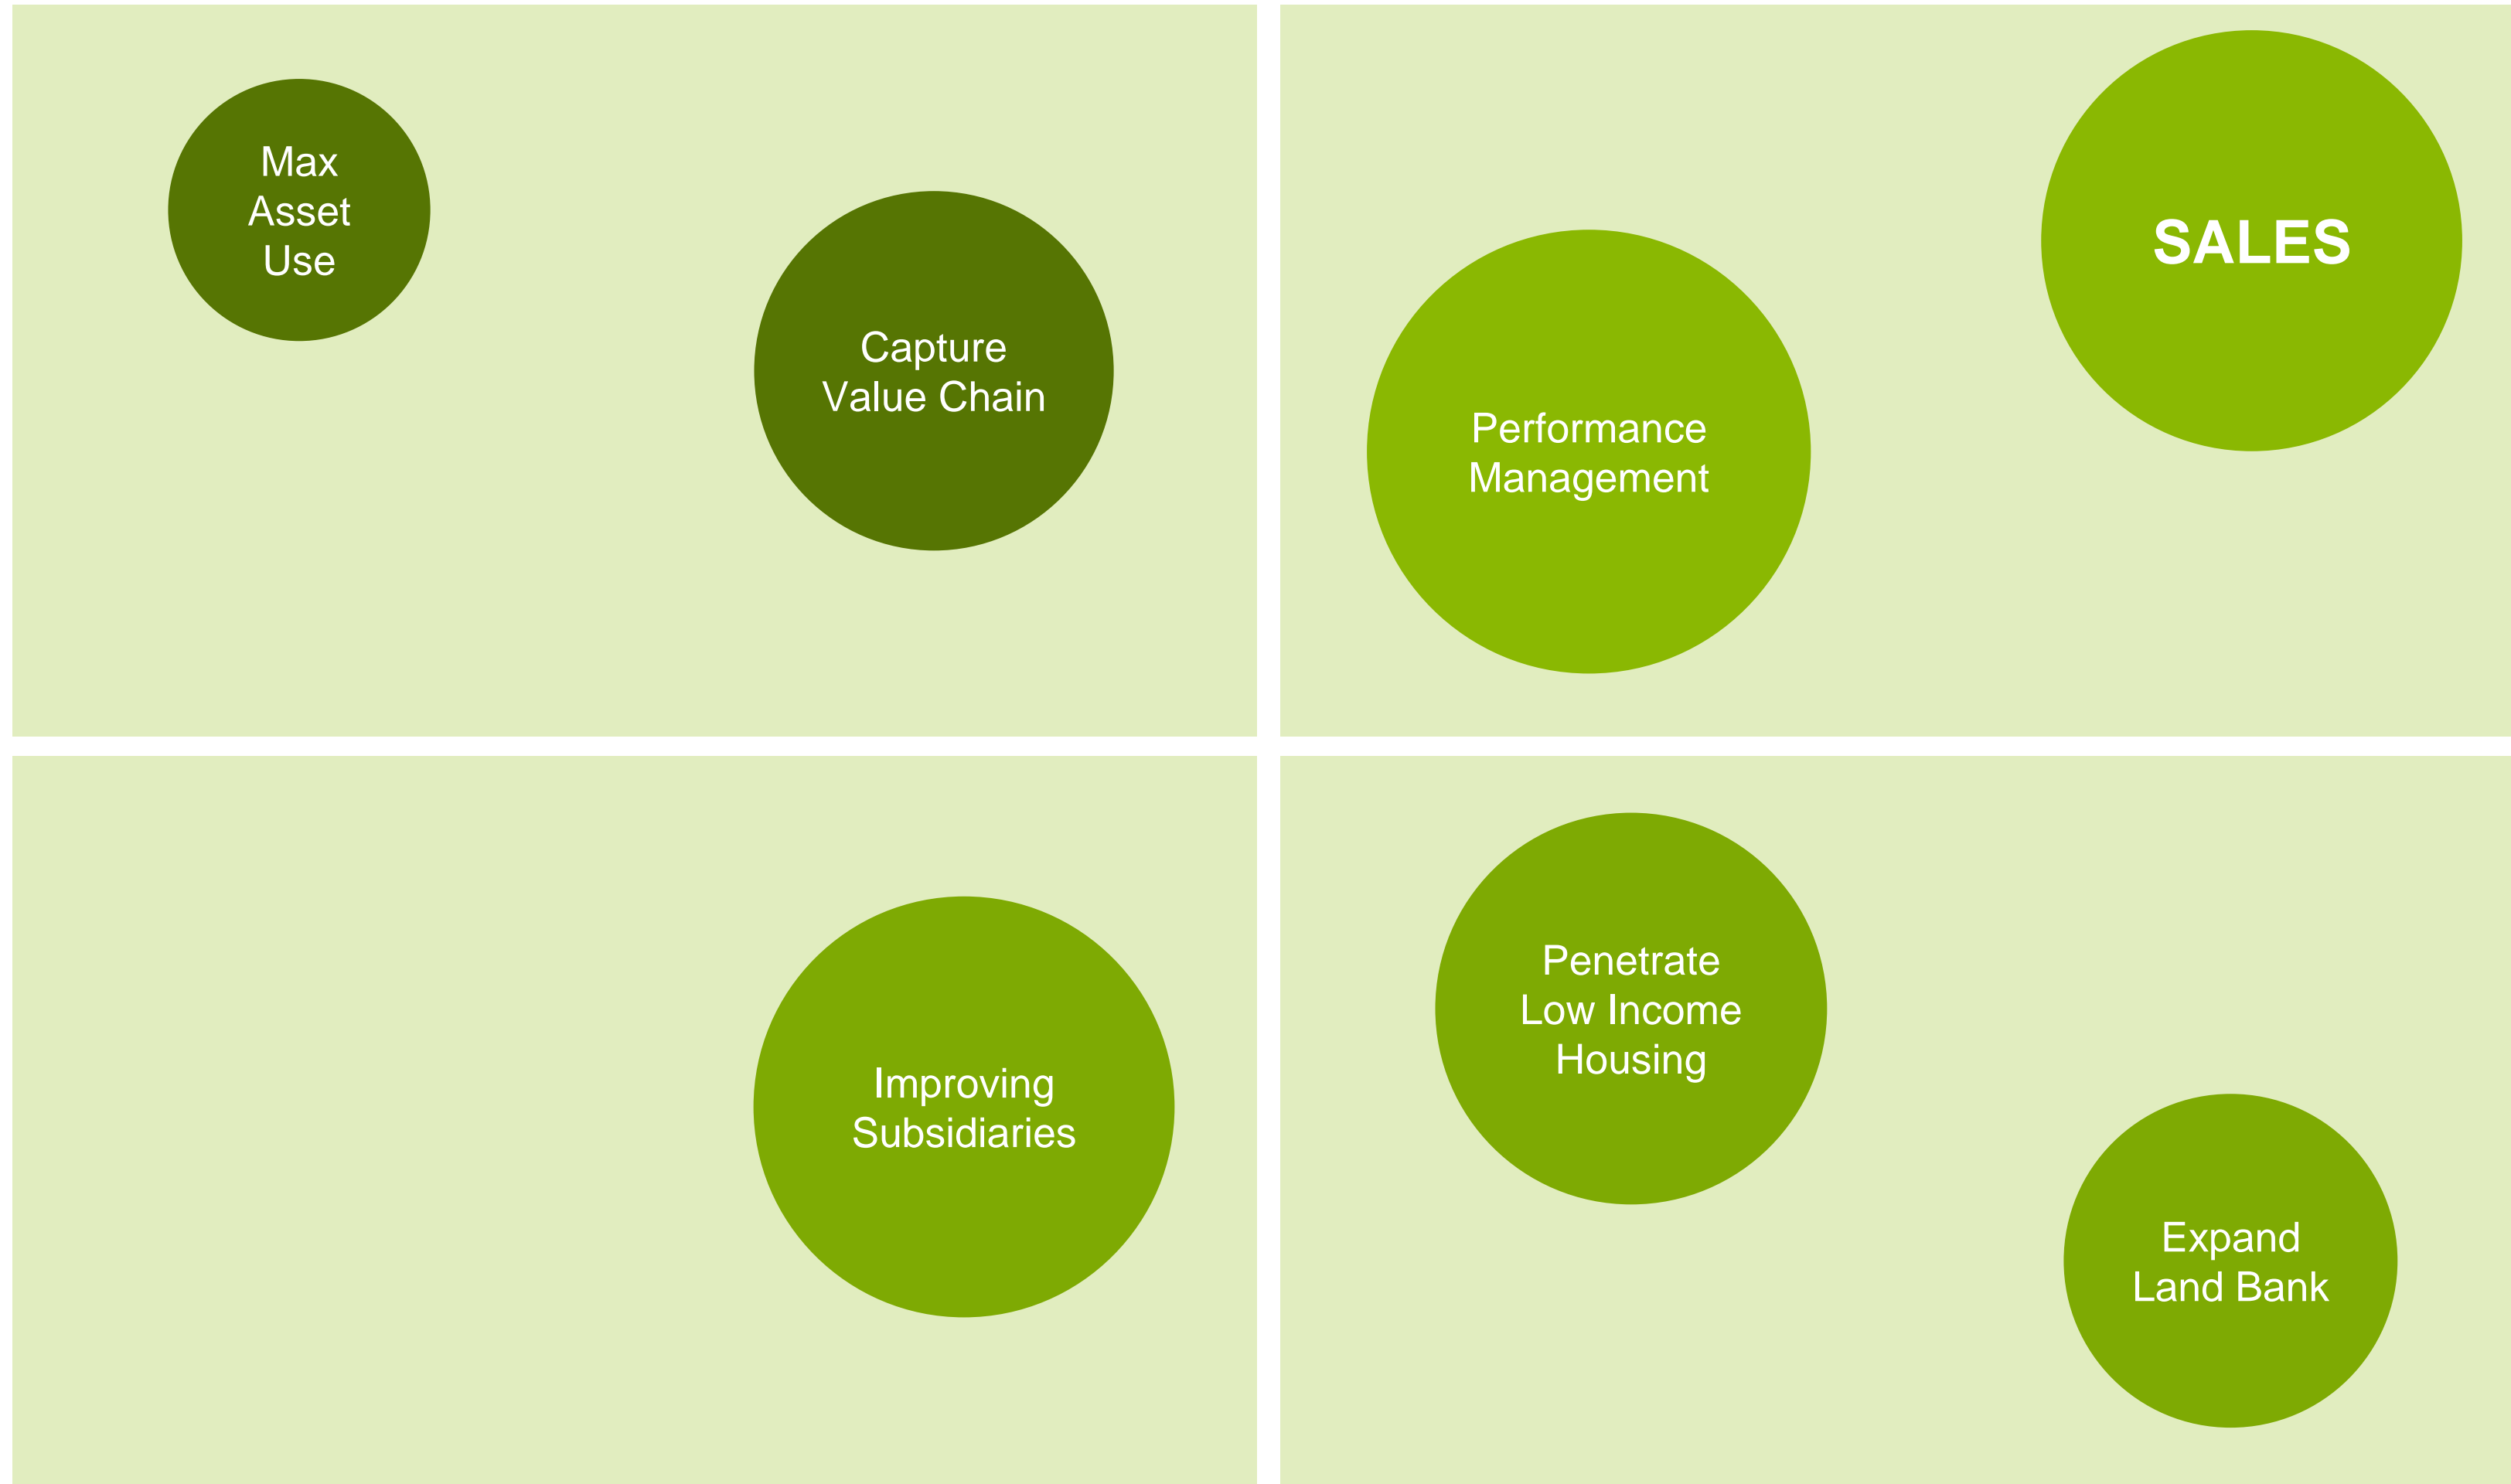 Max
Asset
Use
Capture
Value Chain
SALES
Performance
Management
Improving
Subsidiaries
Penetrate
Low Income
Housing
Expand
Land Bank